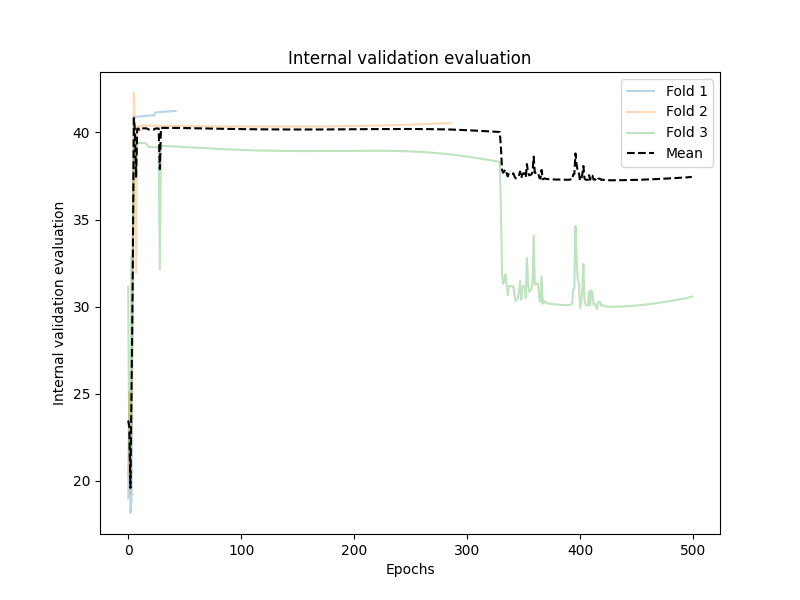 Internal validation evaluation
Fold 1
Fold 2
Fold 3
Mean
Internal validation evaluation
40
35
30
25
20
0 100 200 300 400 500
Epochs